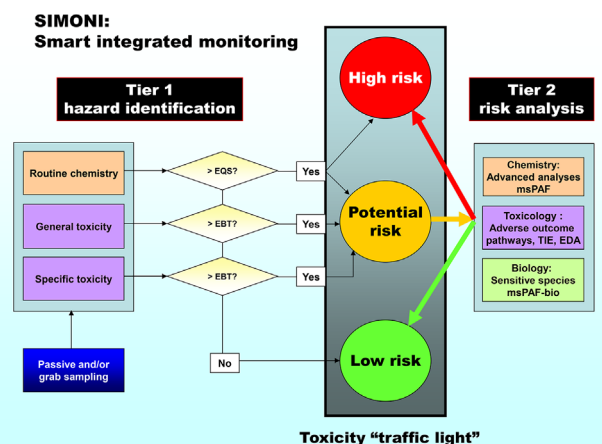 SIMONI:
Smart integrated monitoring
Tier 1
hazard identification
Routine chemistry
General toxicity
Specific toxicity
Passive and/or
grab sampling
> EQS?
> EBT?
> EBT?
Yes
Yes
Yes
No
High risk
Potential
risk
Low risk
Toxicity “traffic light”
Tier 2
risk analysis
Chemistry:
Advanced analyses
msPAF
Toxicology :
Adverse outcome
pathways, TIE, EDA
Biology:
Sensitive species
msPAF-bio